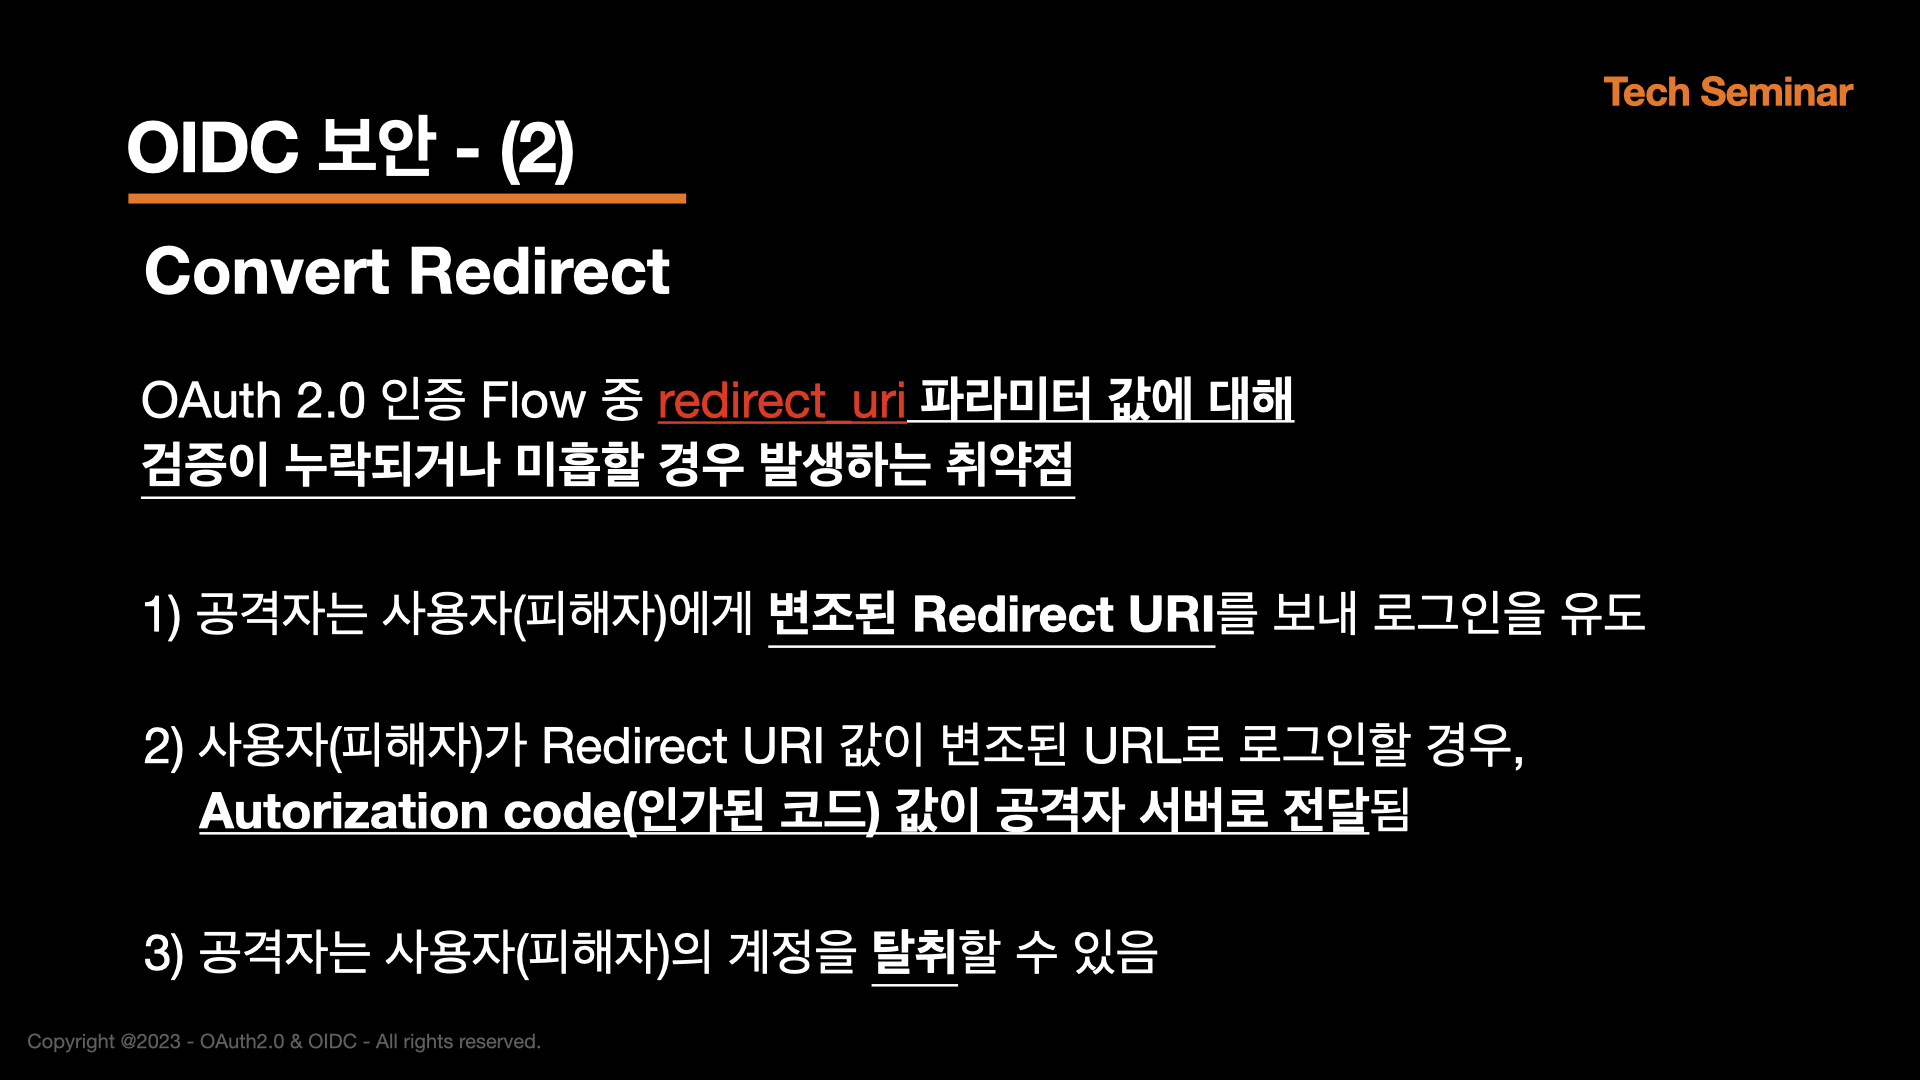 Tech Seminar
OIDC 보안 - (2)
Convert Redirect
OAuth 2.0 인증 Flow 중 redirect_uri 파라미터 값에 대해
검증이 누락되거나 미흡할 경우 발생하는 취약점
1) 공격자는 사용자(피해자)에게 변조된 Redirect URI를 보내 로그인을 유도
2) 사용자(피해자)가 Redirect URI 값이 변조된 URL로 로그인할 경우,
Autorization code(인가된 코드) 값이 공격자 서버로 전달됨
3) 공격자는 사용자(피해자)의 계정을 탈취할 수 있음
Copyright @2023 - OAuth2.0 & OIDC - All rights reserved.